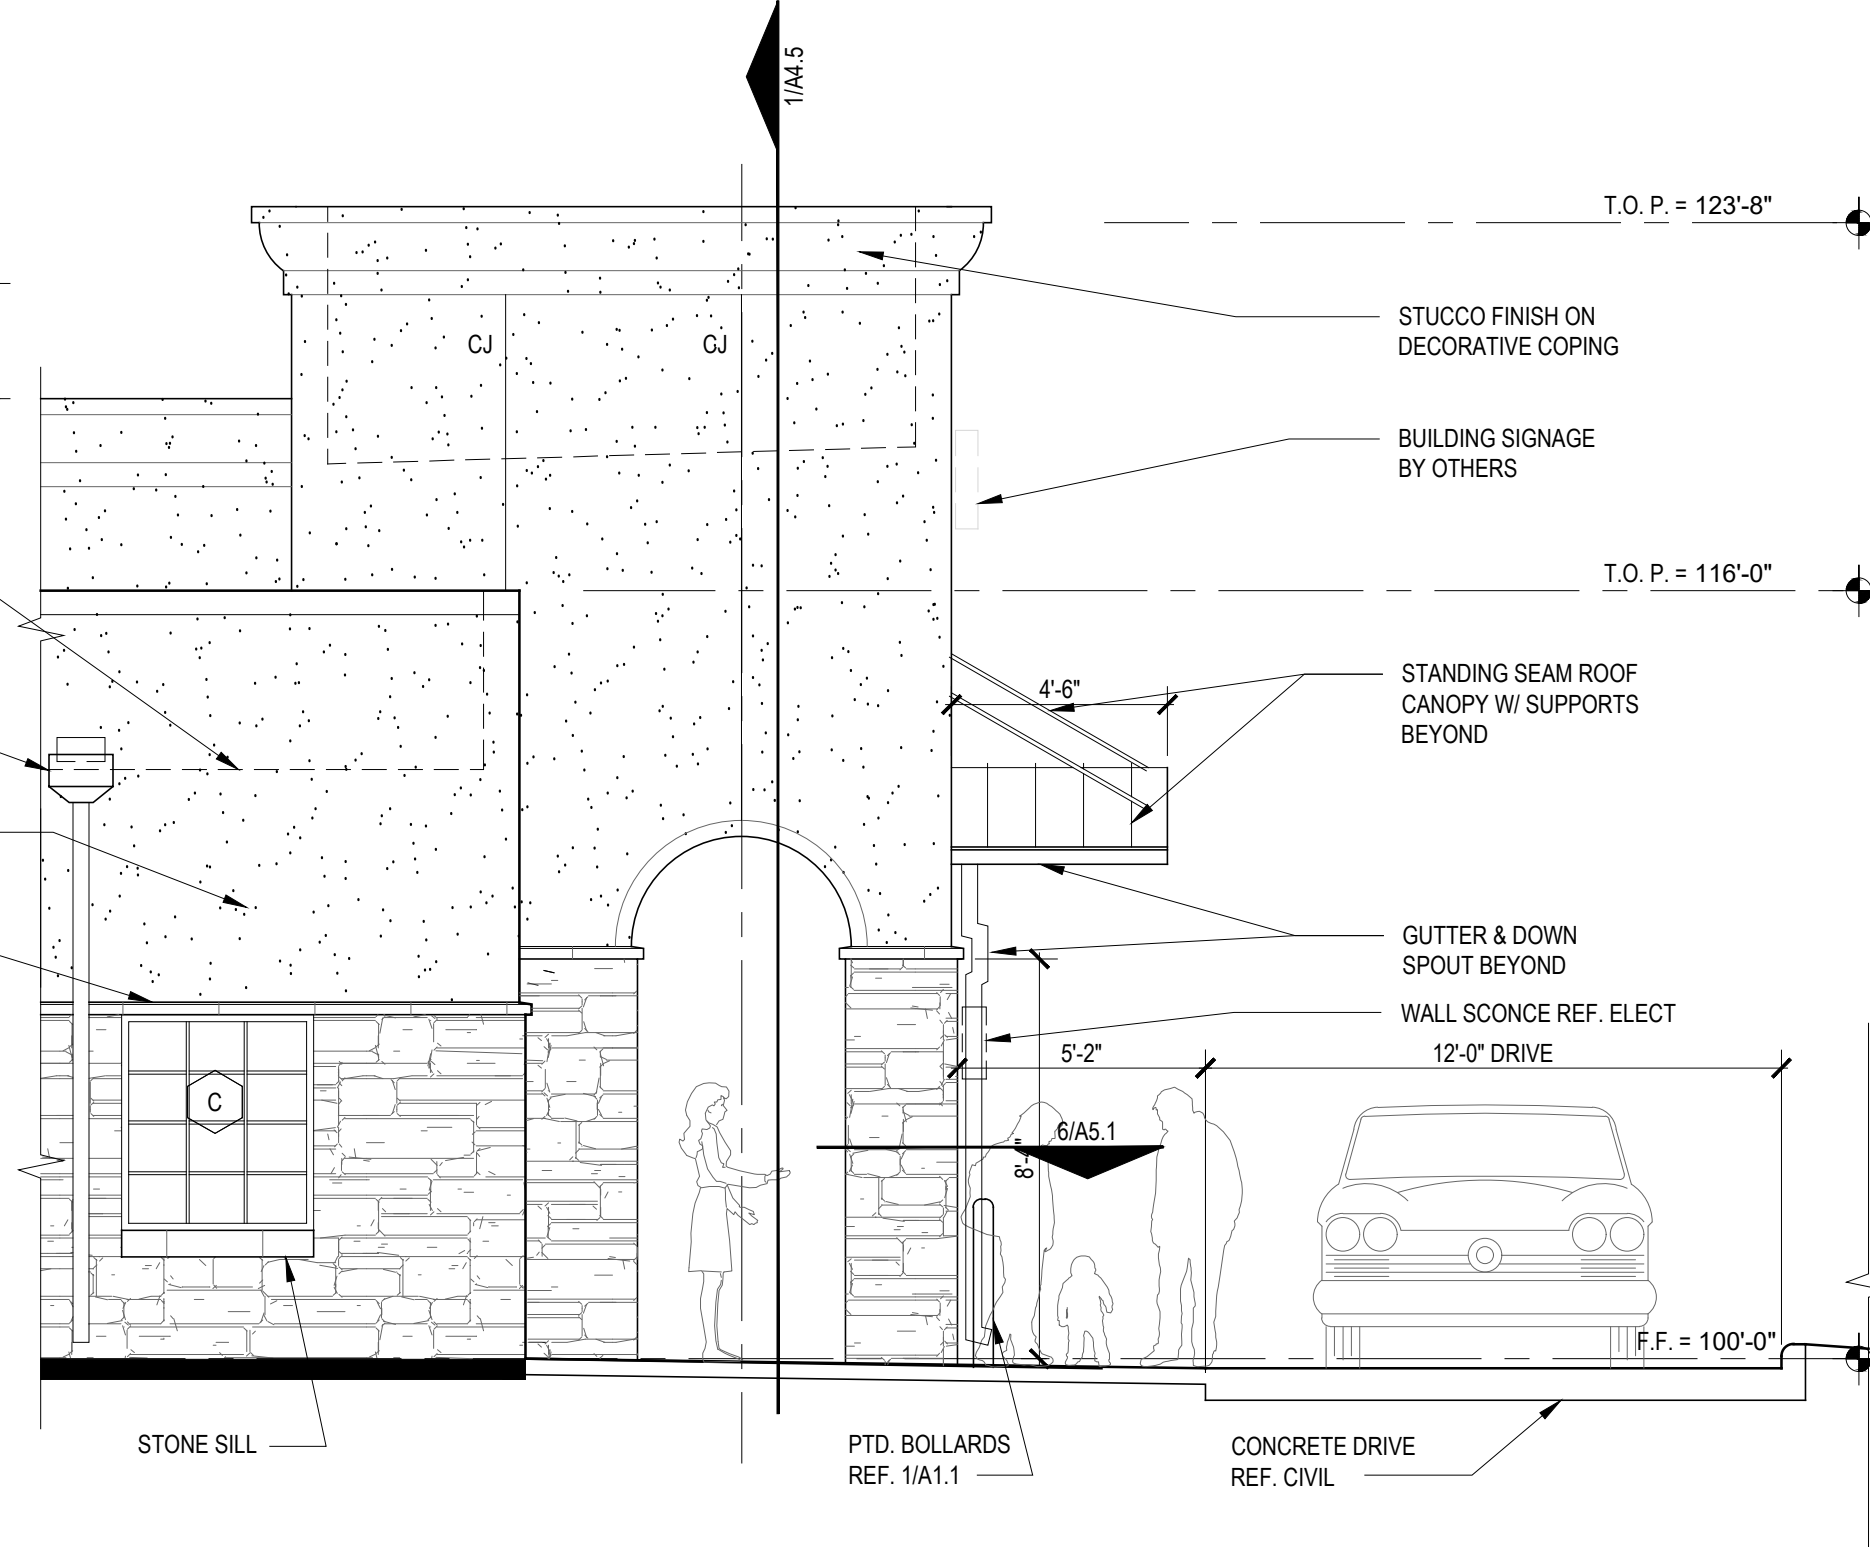 1/A4.5
T.O. P. = 123'-8"
STUCCO FINISH ON
DECORATIVE COPING
CJ
CJ
BUILDING SIGNAGE
BY OTHERS
T.O. P. = 116'-0"
4'-6"
STANDING SEAM ROOF
CANOPY W/ SUPPORTS
BEYOND
GUTTER & DOWN
SPOUT BEYOND
WALL SCONCE REF. ELECT
5'-2"
12'-0" DRIVE
C
6/A5.1
F.F. = 100'-0"
STONE SILL
PTD. BOLLARDS
REF. 1/A1.1
CONCRETE DRIVE
REF. CIVIL